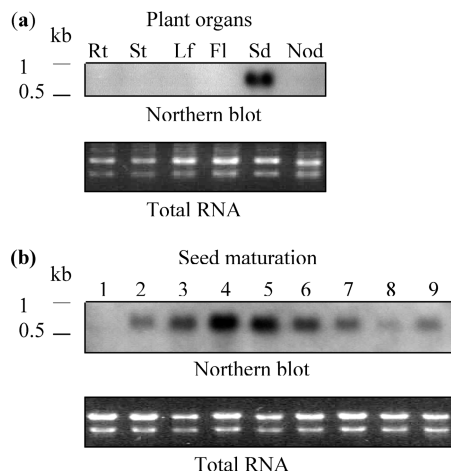 (a) Plant organs
kb
Rt St Lf Fl Sd Nod
1
0.5
Northern blot
Total RNA
(b) Seed maturation
kb
1 2 3 4 5 6 7 8 9
1
0.5
Northern blot
Total RNA